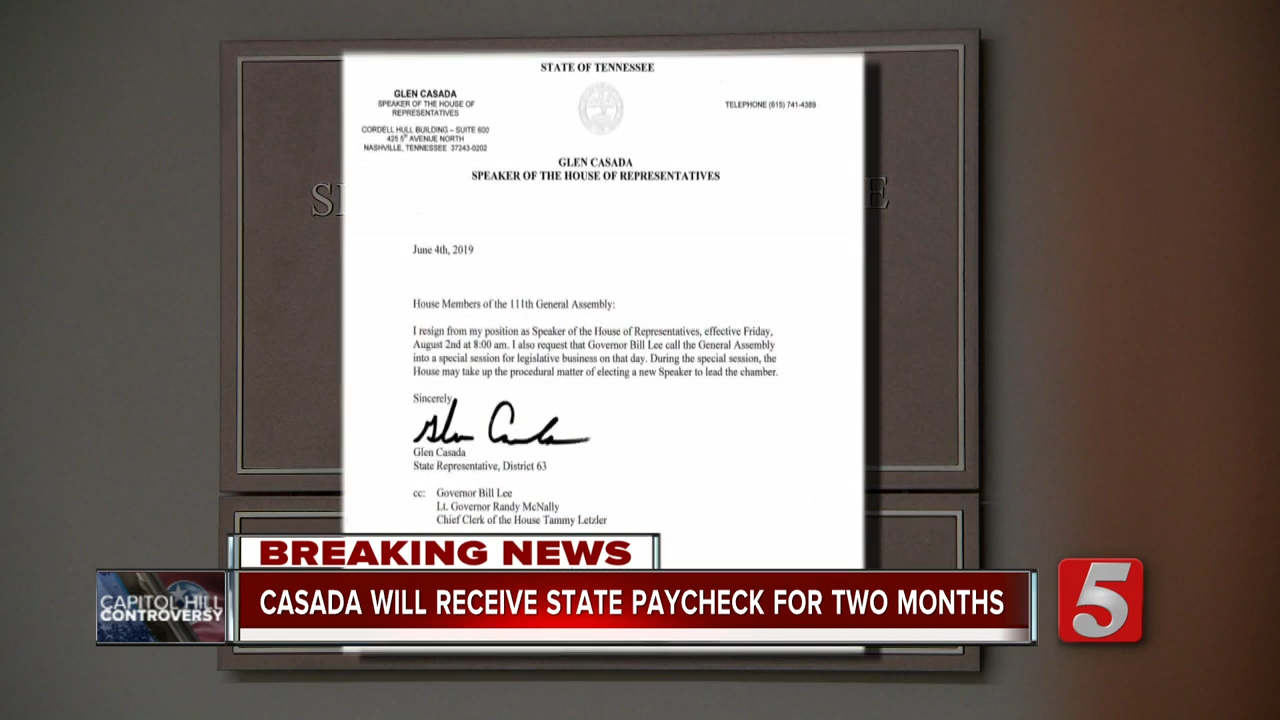 STATE OF TENNESSEE
GLEN CASADA
SPEAKER OF THE HOUSE OF
REPRESENTATIVES
CORDELL HULL BUILDING – SUITE 600
425 5th AVENUE NORTH
NASHVILLE, TENNESSEE 37243-0202
TELEPHONE (615) 741-4389
GLEN CASADA
SPEAKER OF THE HOUSE OF REPRESENTATIVES
June 4th, 2019
House Members of the 111th General Assembly:
I resign from my position as Speaker of the House of Representatives, effective Friday,
August 2nd at 8:00 am. I also request that Governor Bill Lee call the General Assembly
into a special session for legislative business on that day. During the special session, the
House may take up the procedural matter of electing a new Speaker to lead the chamber.
Sincerely,
Glen Casada
Glen Casada
State Representative, District 63
cc: Governor Bill Lee
Lt. Governor Randy McNally
Chief Clerk of the House Tammy Letzler
BREAKING NEWS
CAPITOL HILL
CONTROVERSY
CASADA WILL RECEIVE STATE PAYCHECK FOR TWO MONTHS
5